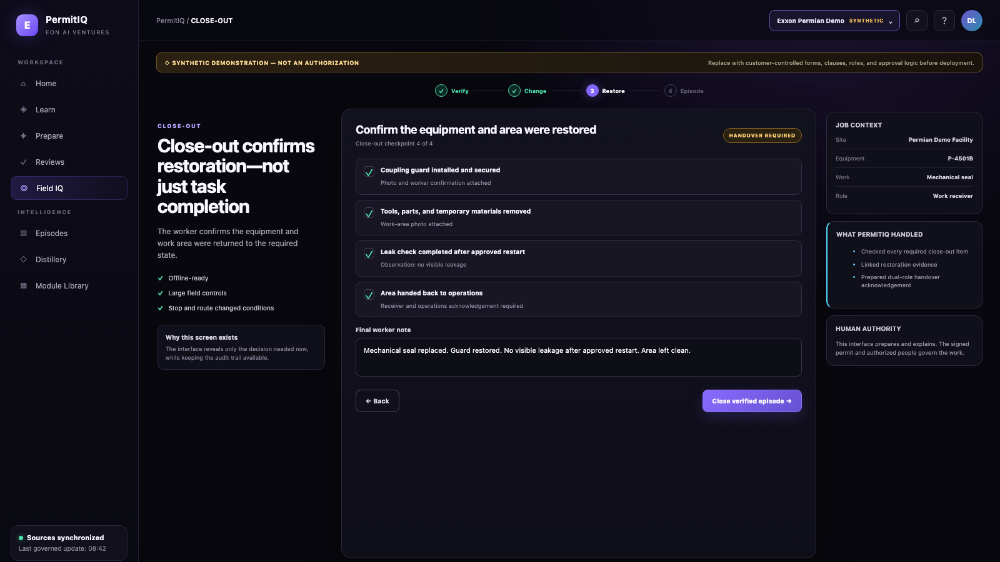 E
PermitIQ
EON AI VENTURES
WORKSPACE
Home
Learn
Prepare
Reviews
Field IQ
INTELLIGENCE
Episodes
Distillery
Module Library
Sources synchronized
Last governed update: 08:42
PermitIQ / CLOSE-OUT
Exxon Permian Demo SYNTHETIC
?
DL
◇ SYNTHETIC DEMONSTRATION — NOT AN AUTHORIZATION
Replace with customer-controlled forms, clauses, roles, and approval logic before deployment.
✓ Verify
✓ Change
3 Restore
4 Episode
CLOSE-OUT
Close-out confirms
restoration—not
just task
completion
The worker confirms the equipment and
work area were returned to the required
state.
✓ Offline-ready
✓ Large field controls
✓ Stop and route changed conditions
Why this screen exists
The interface reveals only the decision needed now,
while keeping the audit trail available.
Confirm the equipment and area were restored
Close-out checkpoint 4 of 4
HANDOVER REQUIRED
Coupling guard installed and secured
Photo and worker confirmation attached
Tools, parts, and temporary materials removed
Work-area photo attached
Leak check completed after approved restart
Observation: no visible leakage
Area handed back to operations
Receiver and operations acknowledgement required
Final worker note
Mechanical seal replaced. Guard restored. No visible leakage after approved restart. Area left clean.
← Back
Close verified episode →
JOB CONTEXT
Site Permian Demo Facility
Equipment P-4501B
Work Mechanical seal
Role Work receiver
WHAT PERMITIQ HANDLED
• Checked every required close-out item
• Linked restoration evidence
• Prepared dual-role handover
acknowledgement
HUMAN AUTHORITY
This interface prepares and explains. The signed
permit and authorized people govern the work.